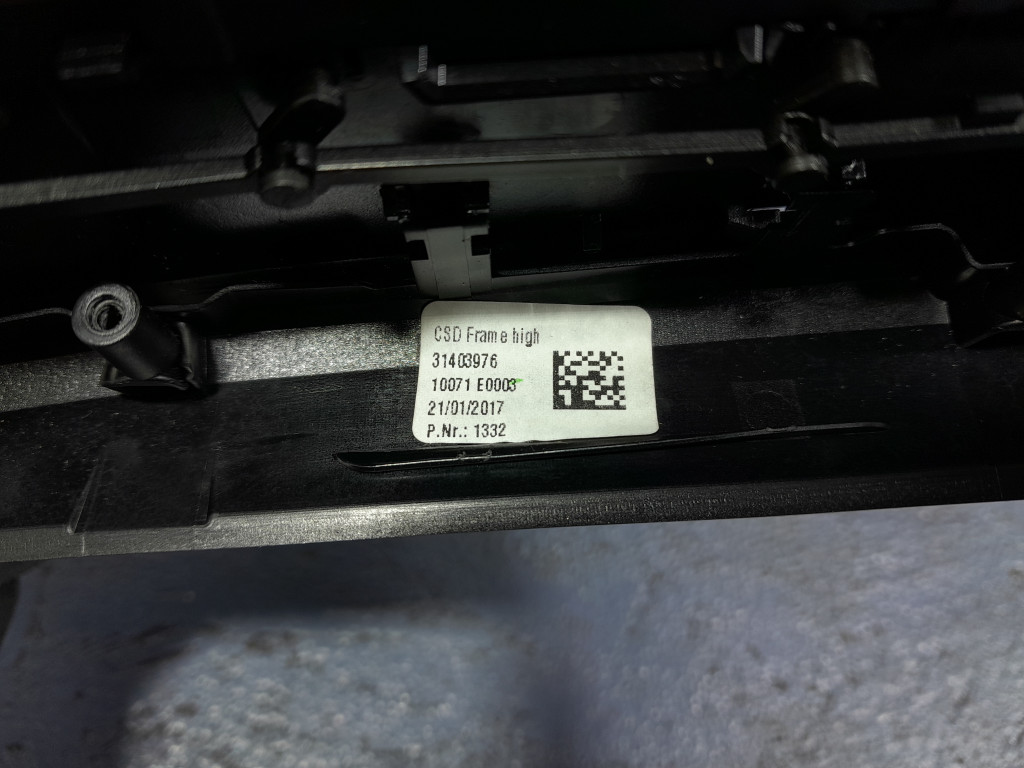 CSD Frame high
31403976
10071 E0003
21/01/2017
P.Nr.: 1332